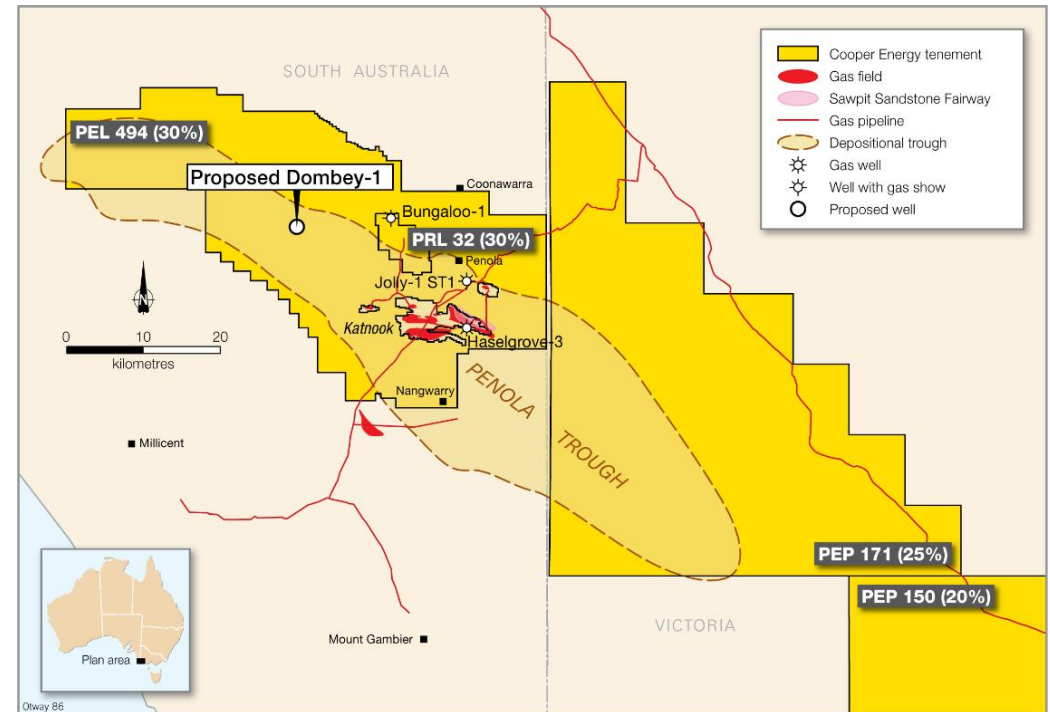 SOUTH AUSTRALIA
Cooper Energy tenement
Gas field
Sawpit Sandstone Fairway
Gas pipeline
Depositional trough
Gas well
Well with gas show
Proposed well
PEL 494 (30%)
Proposed Dombey-1
Coonawarra
Bungaloo-1
PRL 32 (30%)
Penola
Jolly-1 ST1
N
0 10 20
kilometres
Katnook
Haselgrove-3
Nangwarry
PENOLA
TROUGH
Millicent
PEP 171 (25%)
PEP 150 (20%)
VICTORIA
Mount Gambier
Plan area
Otway 86